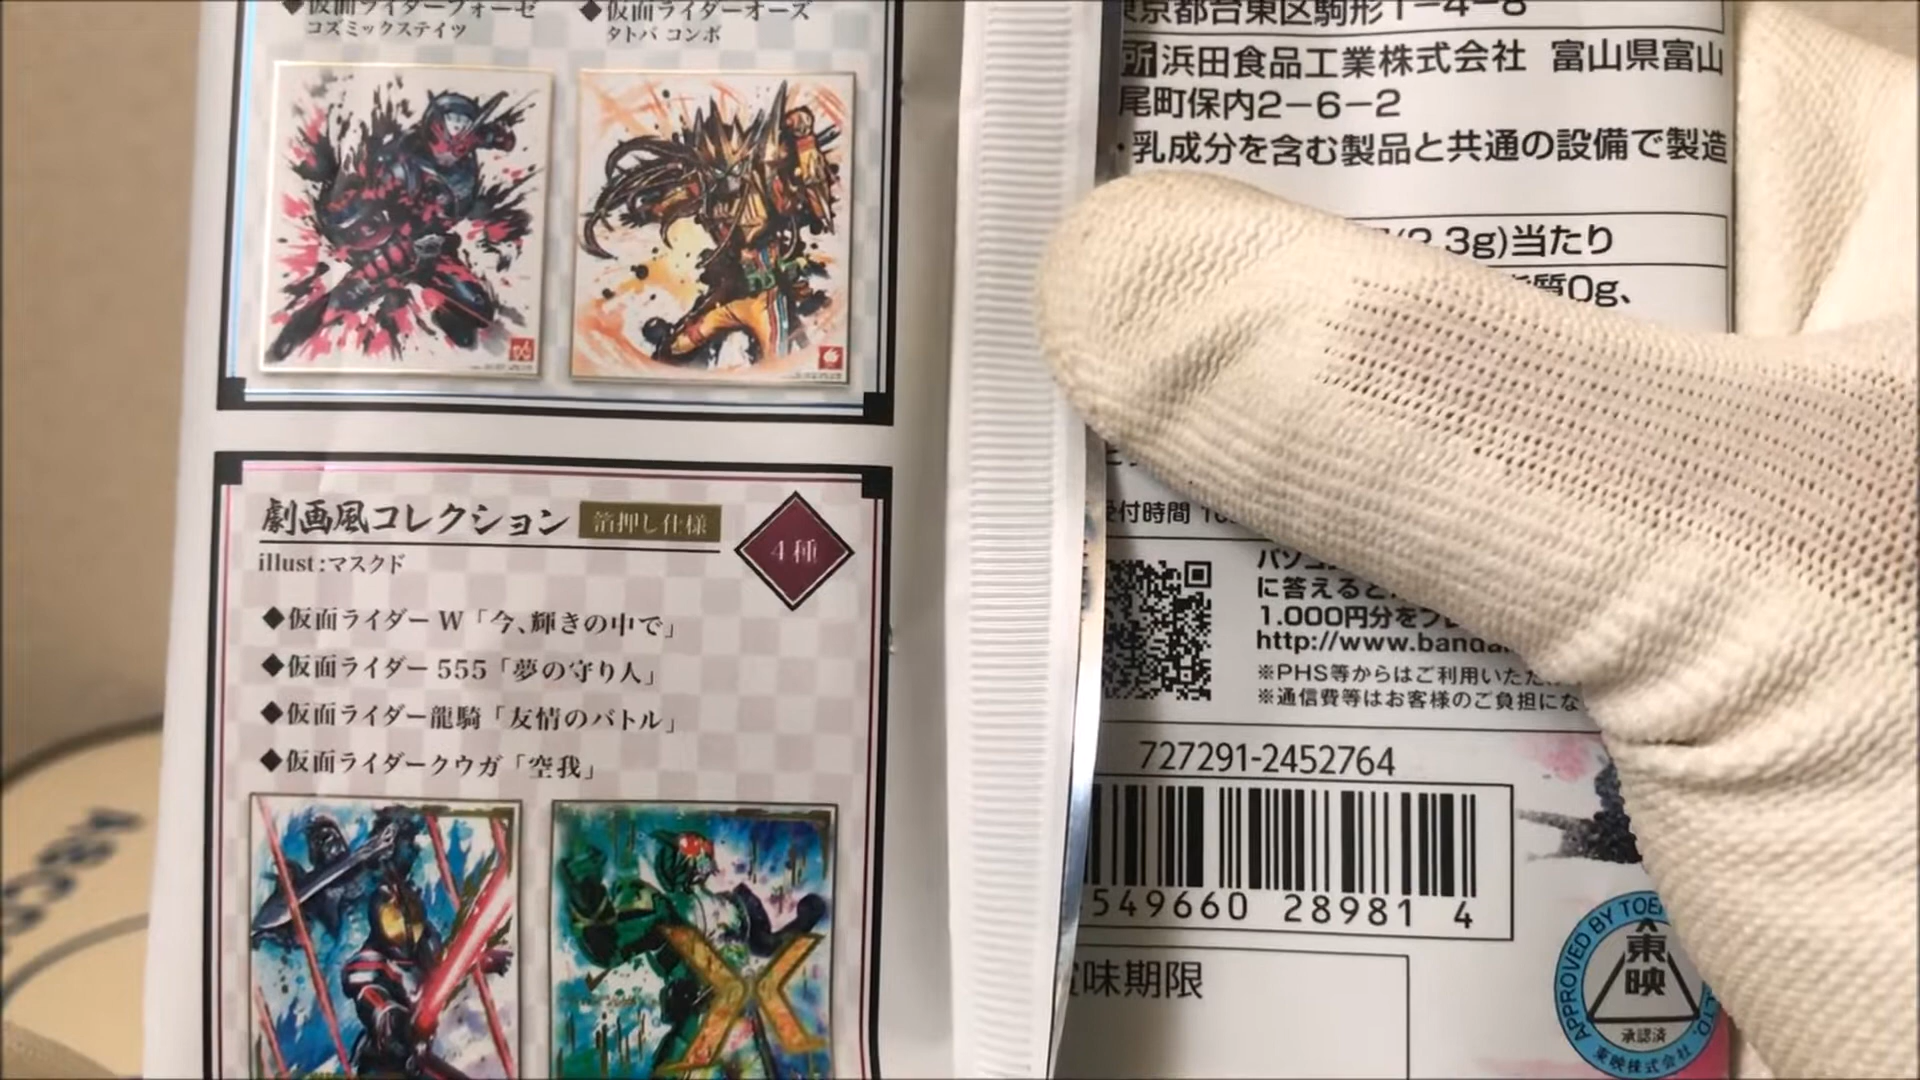 ◆仮面ライダーフォーゼ
コズミックステイツ
◆仮面ライダーオーズ
タトバ コンボ
劇画風コレクション
箔押し仕様
4種
illust:マスクド
◆仮面ライダー W「今、輝きの中で」
◆仮面ライダー 555「夢の守り人」
◆仮面ライダー龍騎「友情のバトル」
◆仮面ライダークウガ「空我」
東京都台東区駒形1-4-8
所 浜田食品工業株式会社 富山県富山
尾町保内2-6-2
・乳成分を含む製品と共通の設備で製造
3g)当たり
質0g、
付時間
パソコ
に答えると
1.000円分をプ
http://www.banda
※PHS等からはご利用いた
※通信費等はお客様のご負担にな
727291-2452764
549660 28981 4
味期限
APPROVED BY TOE
東映
承認済
東映株式会社
LTD.